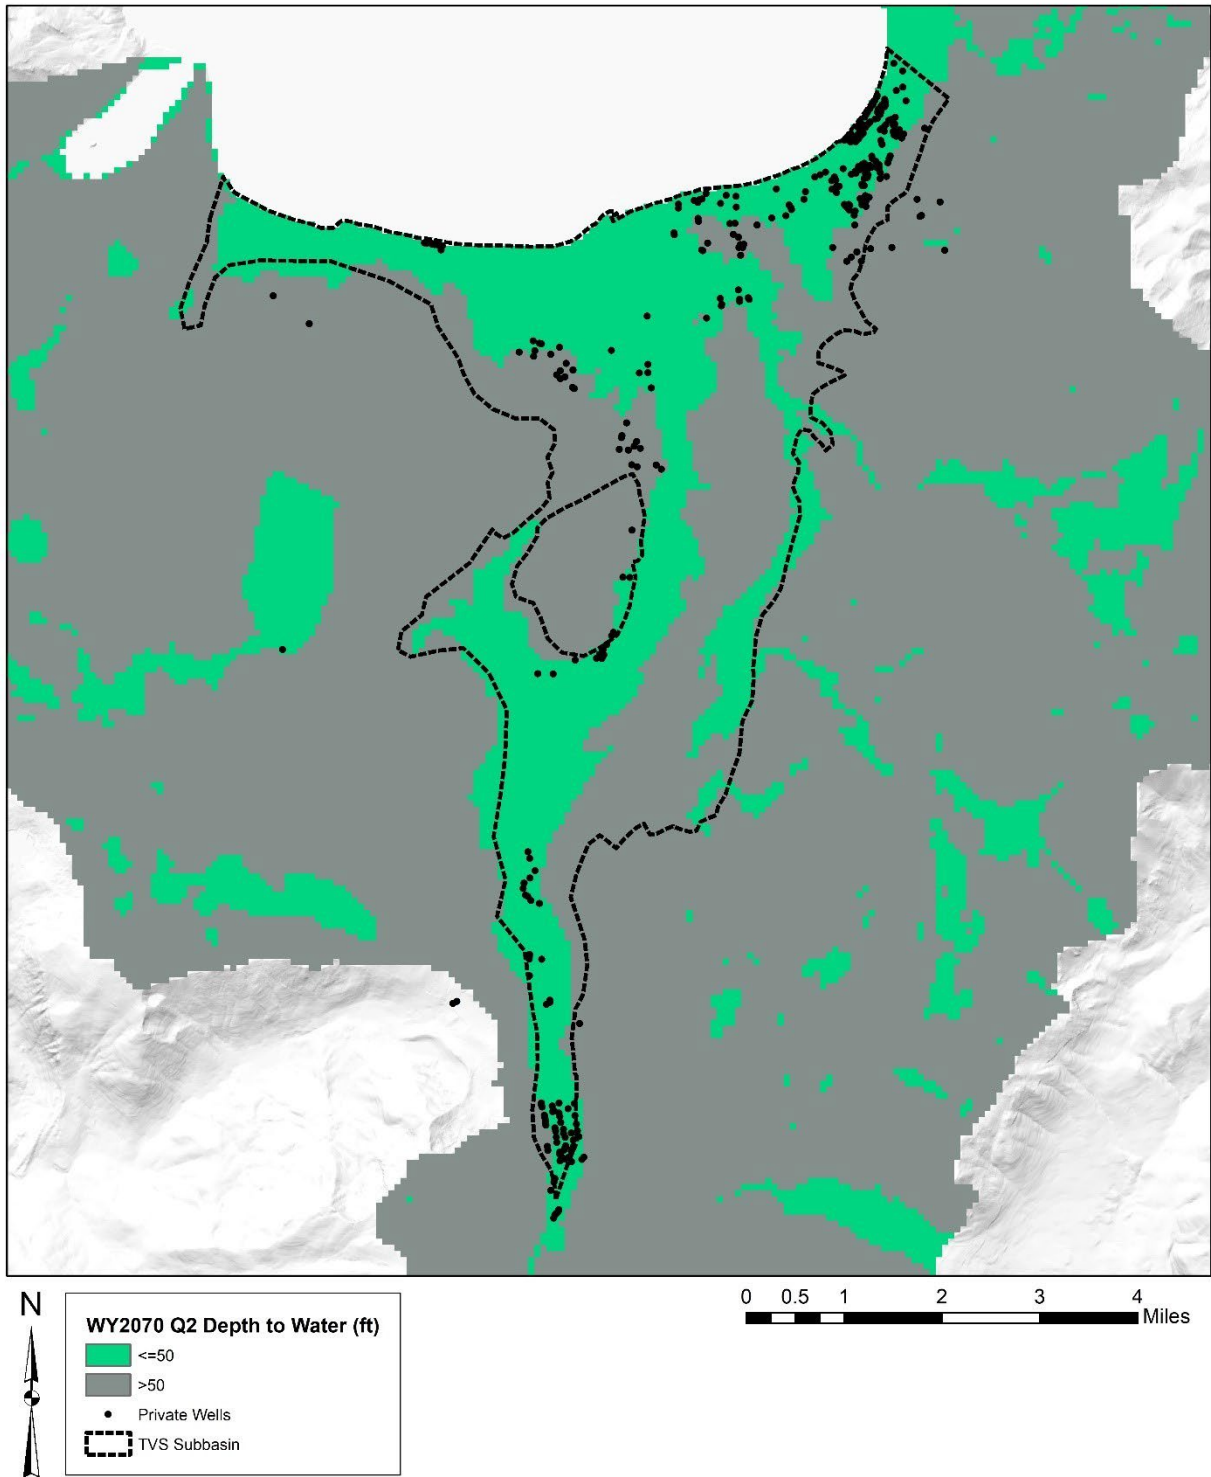 N
WY2070 Q2 Depth to Water (ft)
<=50
>50
Private Wells
TVS Subbasin
0 0.5 1 2 3 4
Miles